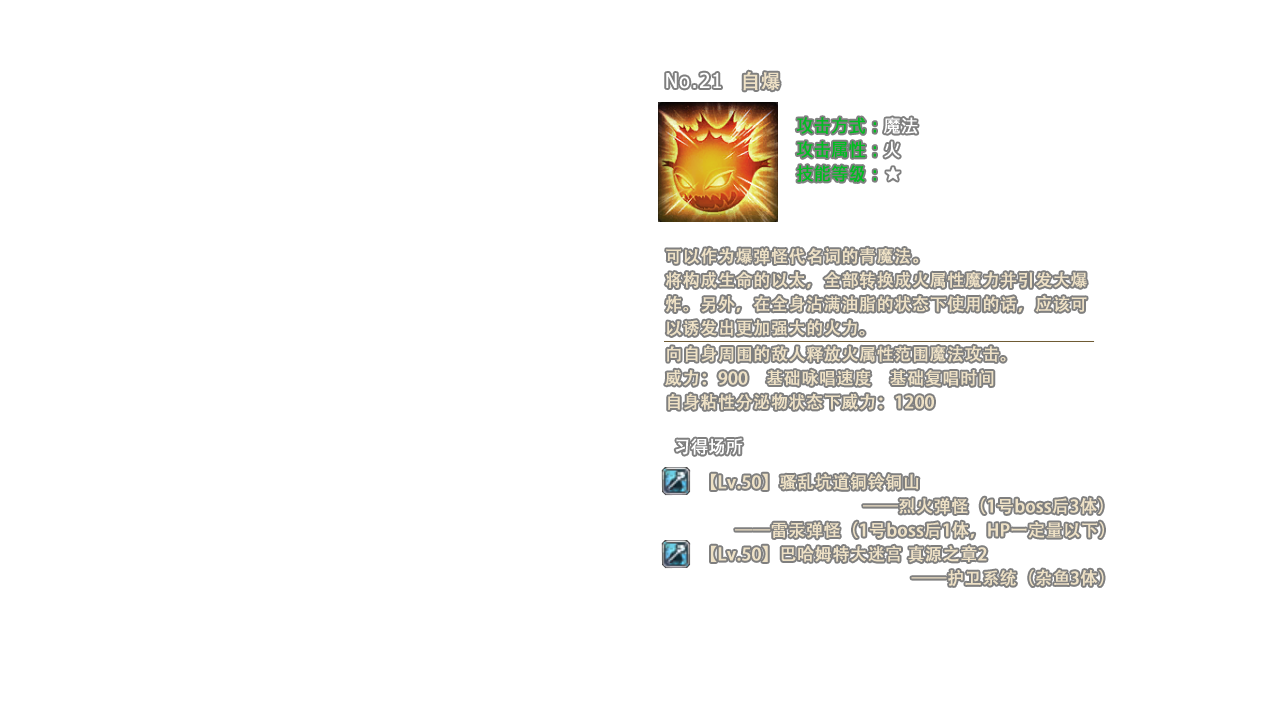 No.21 自爆
攻击方式：魔法
攻击属性：火
技能等级：★
可以作为爆弹怪代名词的青魔法。
将构成生命的以太，全部转换成火属性魔力并引发大爆
炸。另外，在全身沾满油脂的状态下使用的话，应该可
以诱发出更加强大的火力。
向自身周围的敌人释放火属性范围魔法攻击。
威力：900 基础咏唱速度 基础复唱时间
自身粘性分泌物状态下威力：1200
习得场所
【Lv.50】骚乱坑道铜铃铜山
——烈火弹怪（1号boss后3体）
——雷汞弹怪（1号boss后1体，HP一定量以下）
【Lv.50】巴哈姆特大迷宫 真源之章2
——护卫系统（杂鱼3体）